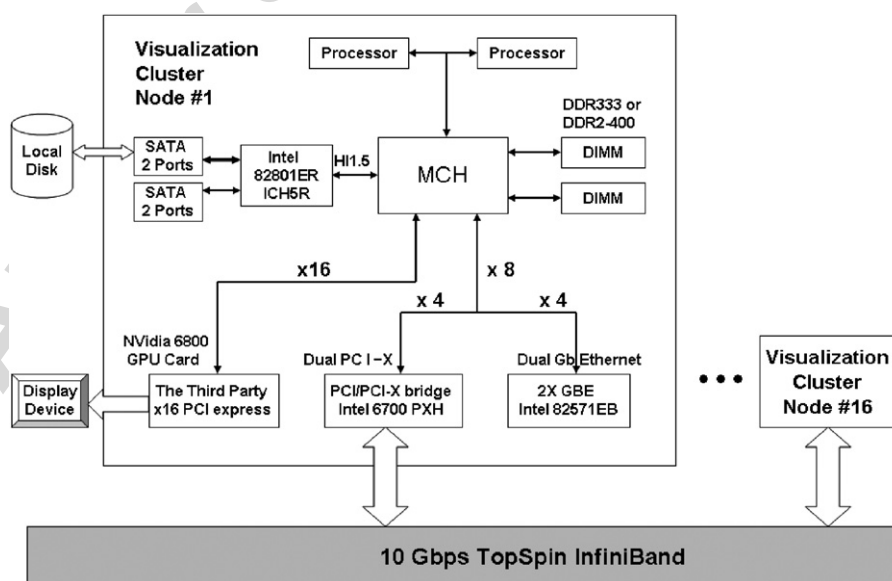 Visualization
Cluster
Node #1
Processor
Processor
DDR333 or
DDR2-400
Local
Disk
SATA
2 Ports
SATA
2 Ports
Intel
82801ER
ICH5R
HI1.5
MCH
DIMM
DIMM
x16
x 8
x 4
x 4
NVidia 6800
GPU Card
Dual PC I-X
Dual Gb Ethernet
Display
Device
The Third Party
x16 PCI express
PCI/PCI-X bridge
Intel 6700 PXH
2X GBE
Intel 82571EB
Visualization
Cluster
Node #16
10 Gbps TopSpin InfiniBand